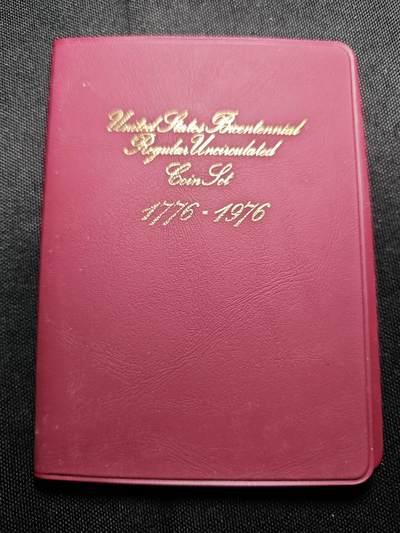 United States Bicentennial
Regular Uncirculated
Coin Set
1776-1976